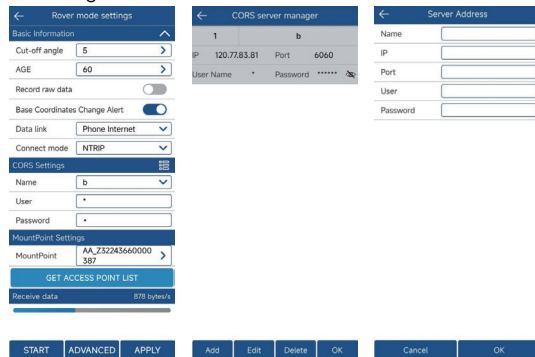 Rover mode settings
Basic Information
Cut-off angle 5
AGE 60
Record raw data
Base Coordinates Change Alert
Data link Phone Internet
Connect mode NTRIP
CORS Settings
Name b
User *
Password •
MountPoint Settings
MountPoint AA_Z32243660000
387
GET ACCESS POINT LIST
Receive data 878 bytes/s
START ADVANCED APPLY
CORS server manager
1 b
IP 120.77.83.81 Port 6060
User Name * Password ••••••
Add Edit Delete OK
Server Address
Name
IP
Port
User
Password
Cancel OK